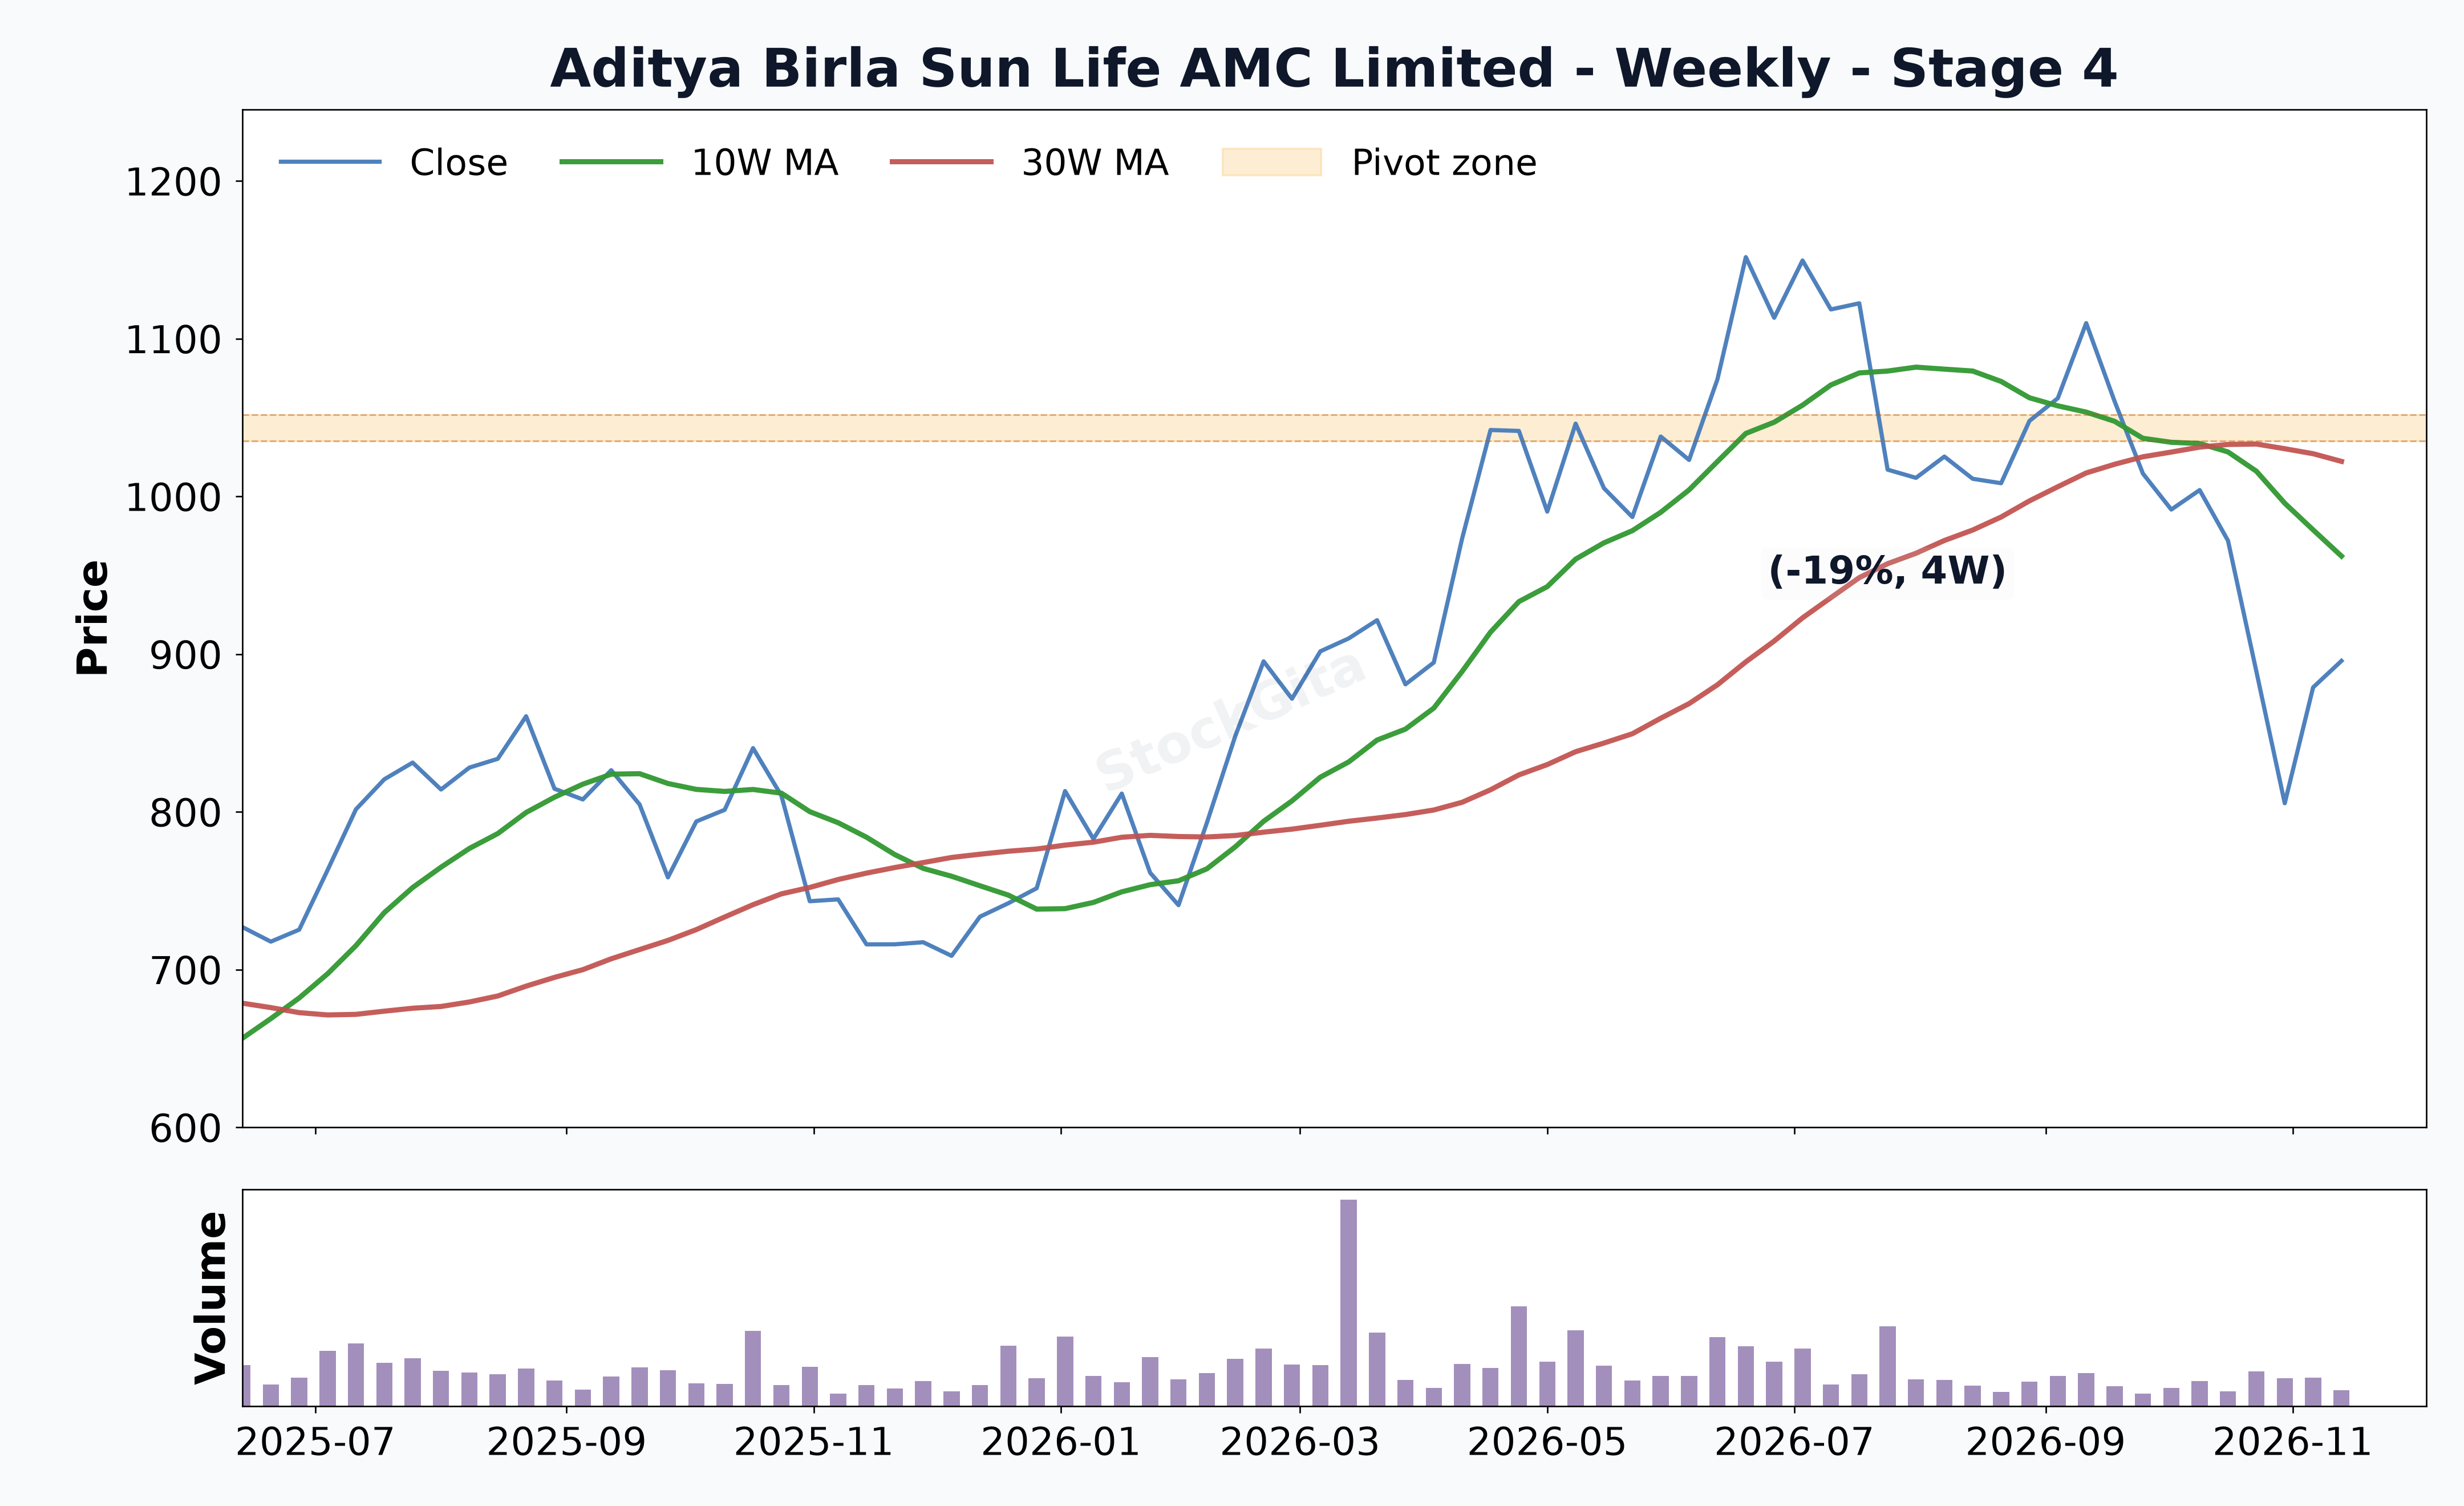 Aditya Birla Sun Life AMC Limited - Weekly - Stage 4
Close 10W MA 30W MA Pivot zone
1200
1100
1000
900
800
700
600
Price
(-19%, 4W)
StockGita
Volume
2025-07 2025-09 2025-11 2026-01 2026-03 2026-05 2026-07 2026-09 2026-11